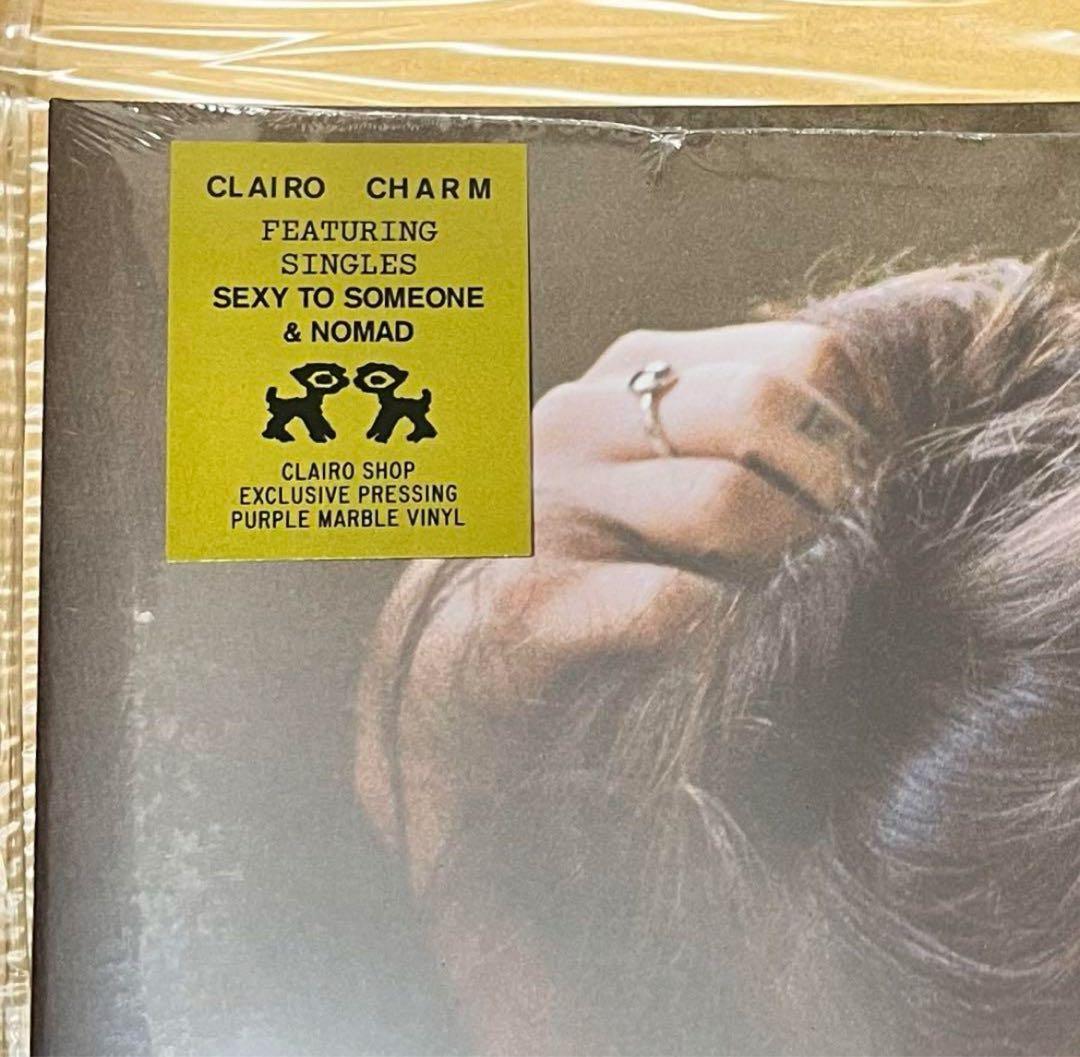 CLAIRO CHARM
FEATURING
SINGLES
SEXY TO SOMEONE
& NOMAD
CLAIRO SHOP
EXCLUSIVE PRESSING
PURPLE MARBLE VINYL